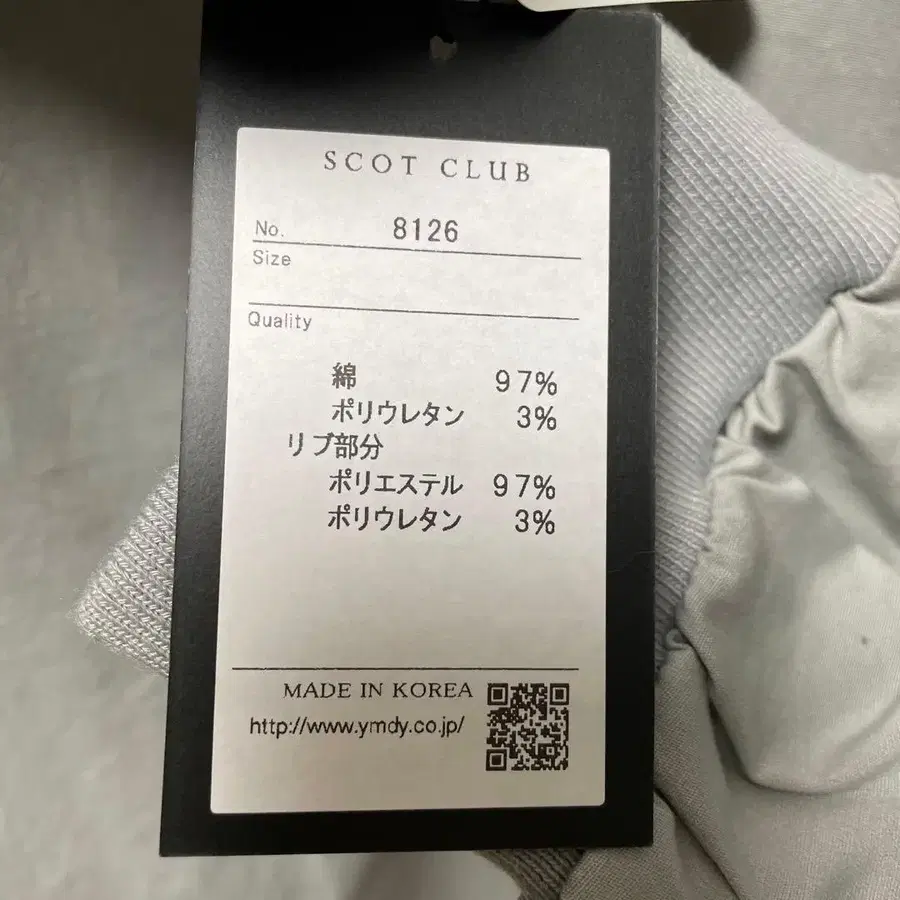 SCOT CLUB
No. 8126
Size
Quality
綿 97%
ポリウレタン 3%
リブ部分
ポリエステル 97%
ポリウレタン 3%
MADE IN KOREA
http://www.ymdy.co.jp/